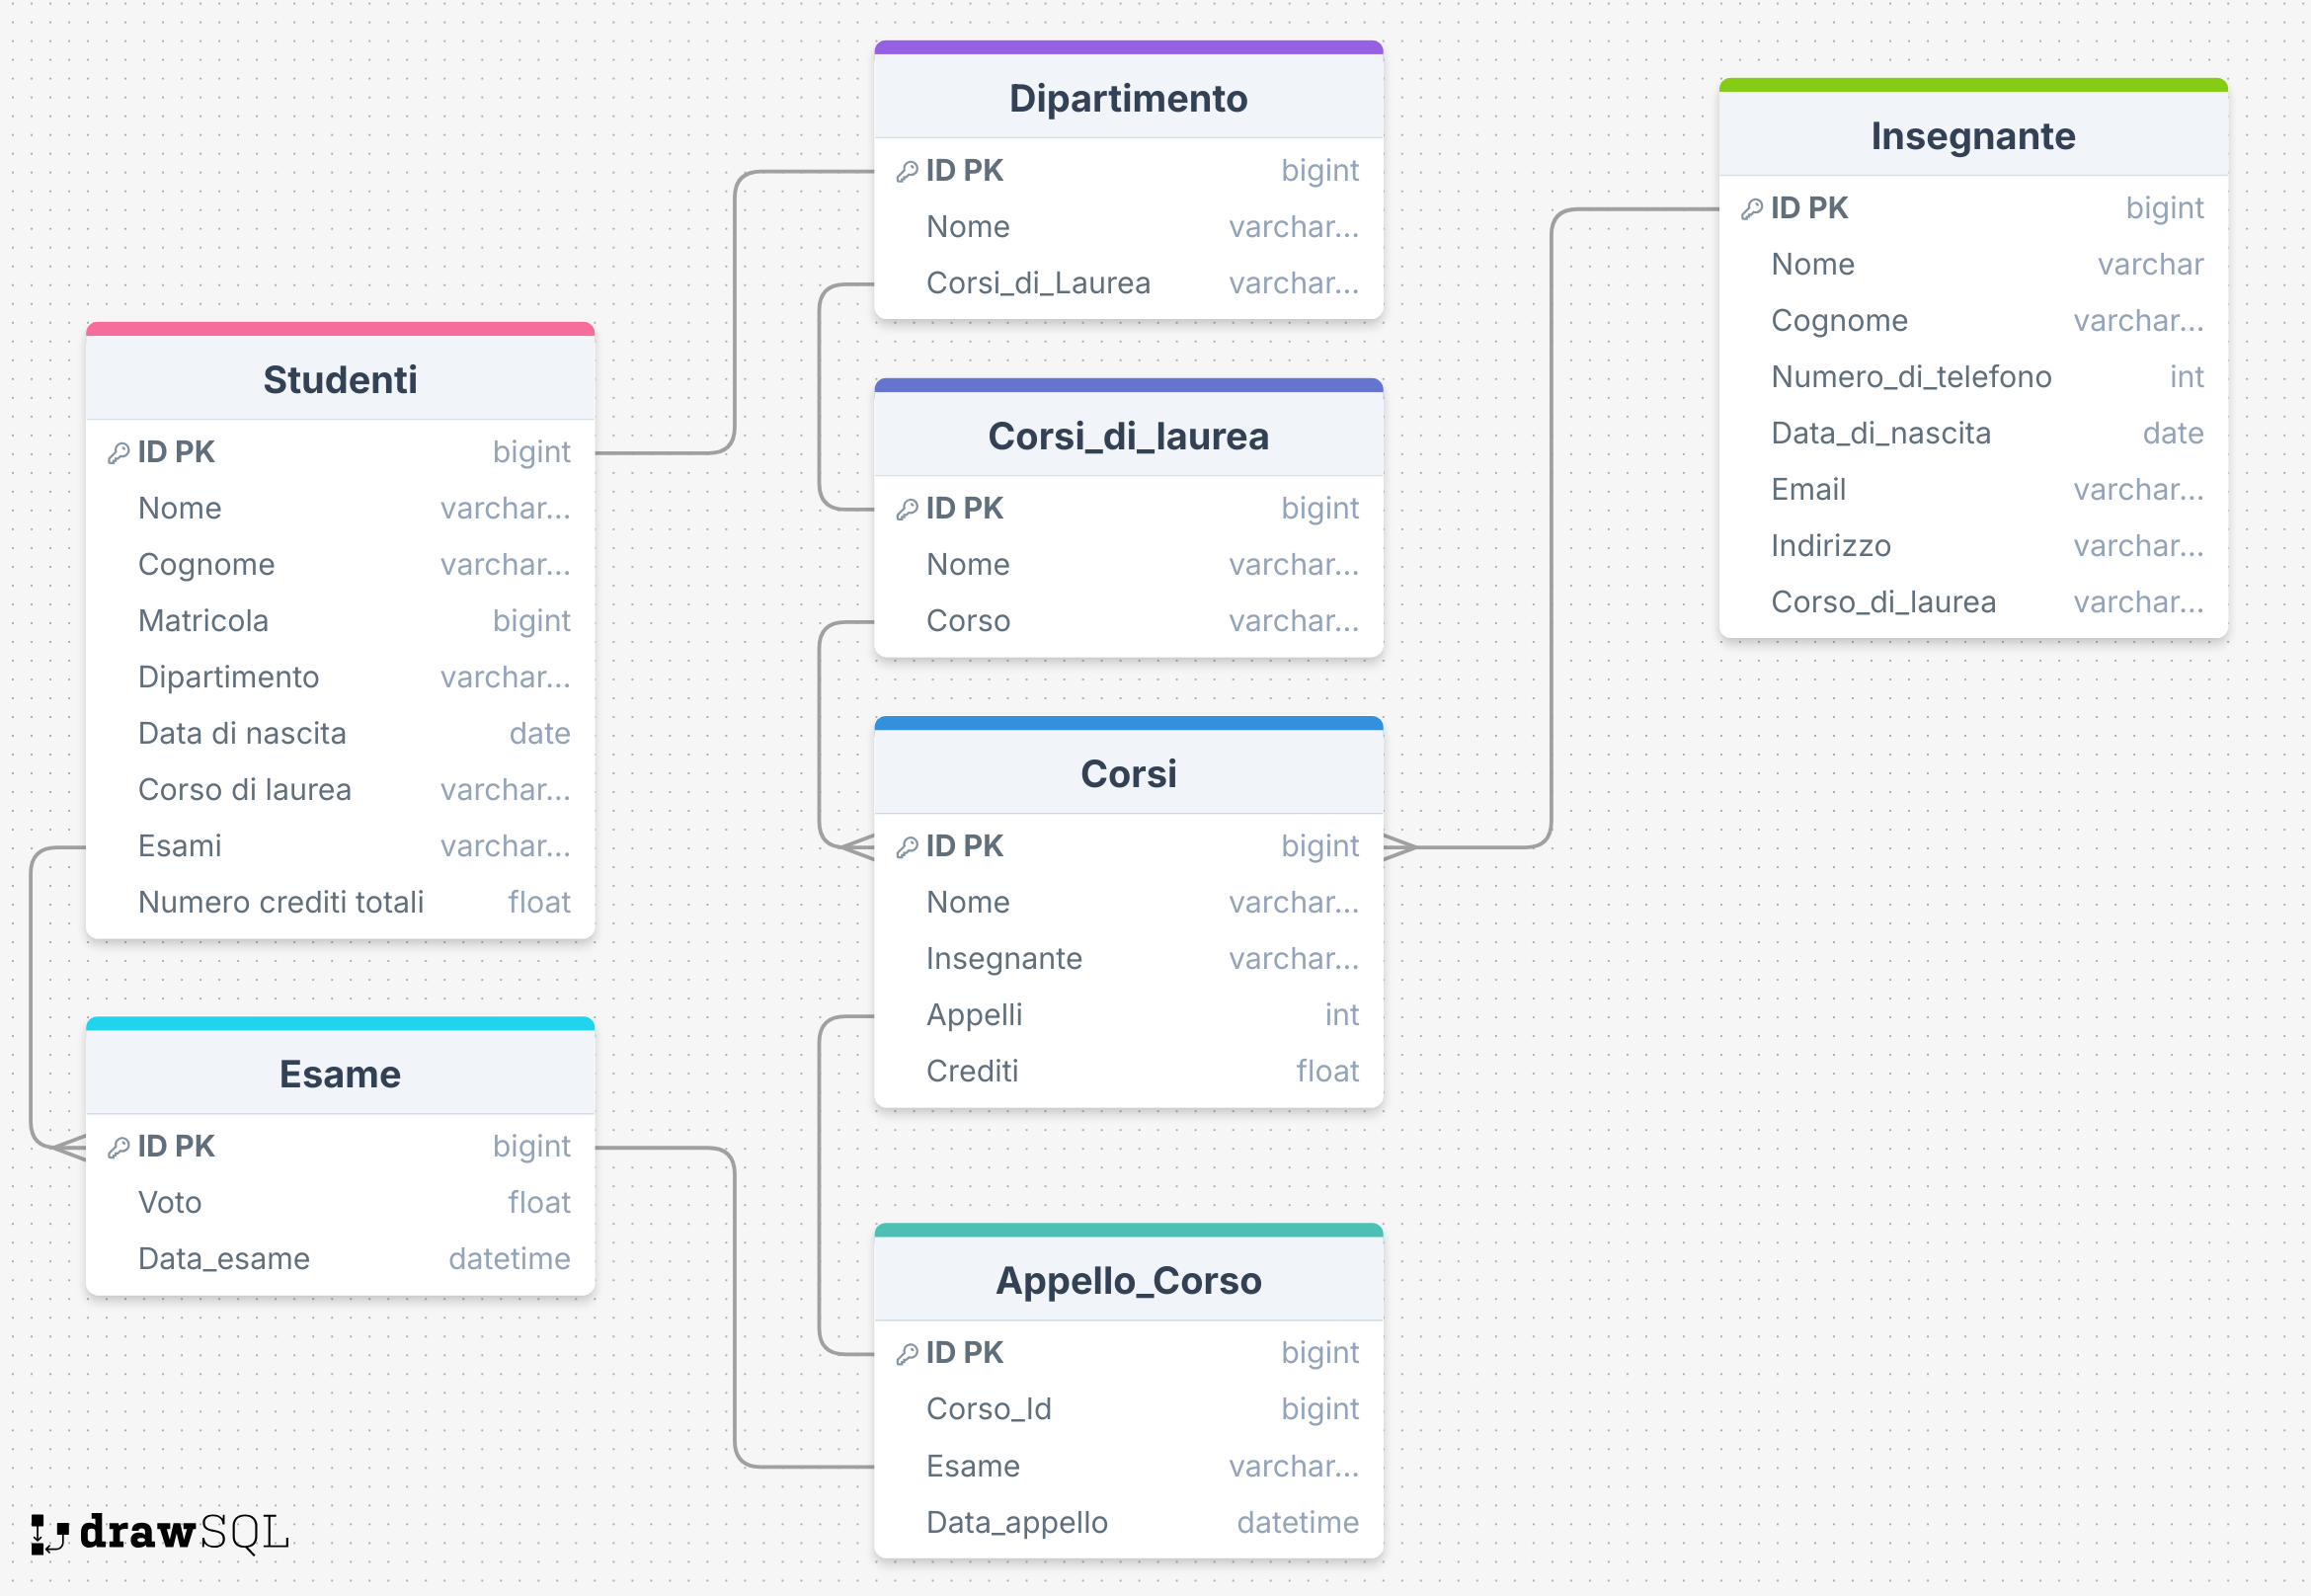 Dipartimento
ID PK bigint
Nome varchar...
Corsi_di_Laurea varchar...
Insegnante
ID PK bigint
Nome varchar
Cognome varchar...
Numero_di_telefono int
Data_di_nascita date
Email varchar...
Indirizzo varchar...
Corso_di_laurea varchar...
Studenti
ID PK bigint
Nome varchar...
Cognome varchar...
Matricola bigint
Dipartimento varchar...
Data di nascita date
Corso di laurea varchar...
Esami varchar...
Numero crediti totali float
Corsi_di_laurea
ID PK bigint
Nome varchar...
Corso varchar...
Corsi
ID PK bigint
Nome varchar...
Insegnante varchar...
Appelli int
Crediti float
Esame
ID PK bigint
Voto float
Data_esame datetime
Appello_Corso
ID PK bigint
Corso_Id bigint
Esame varchar...
Data_appello datetime
drawSQL